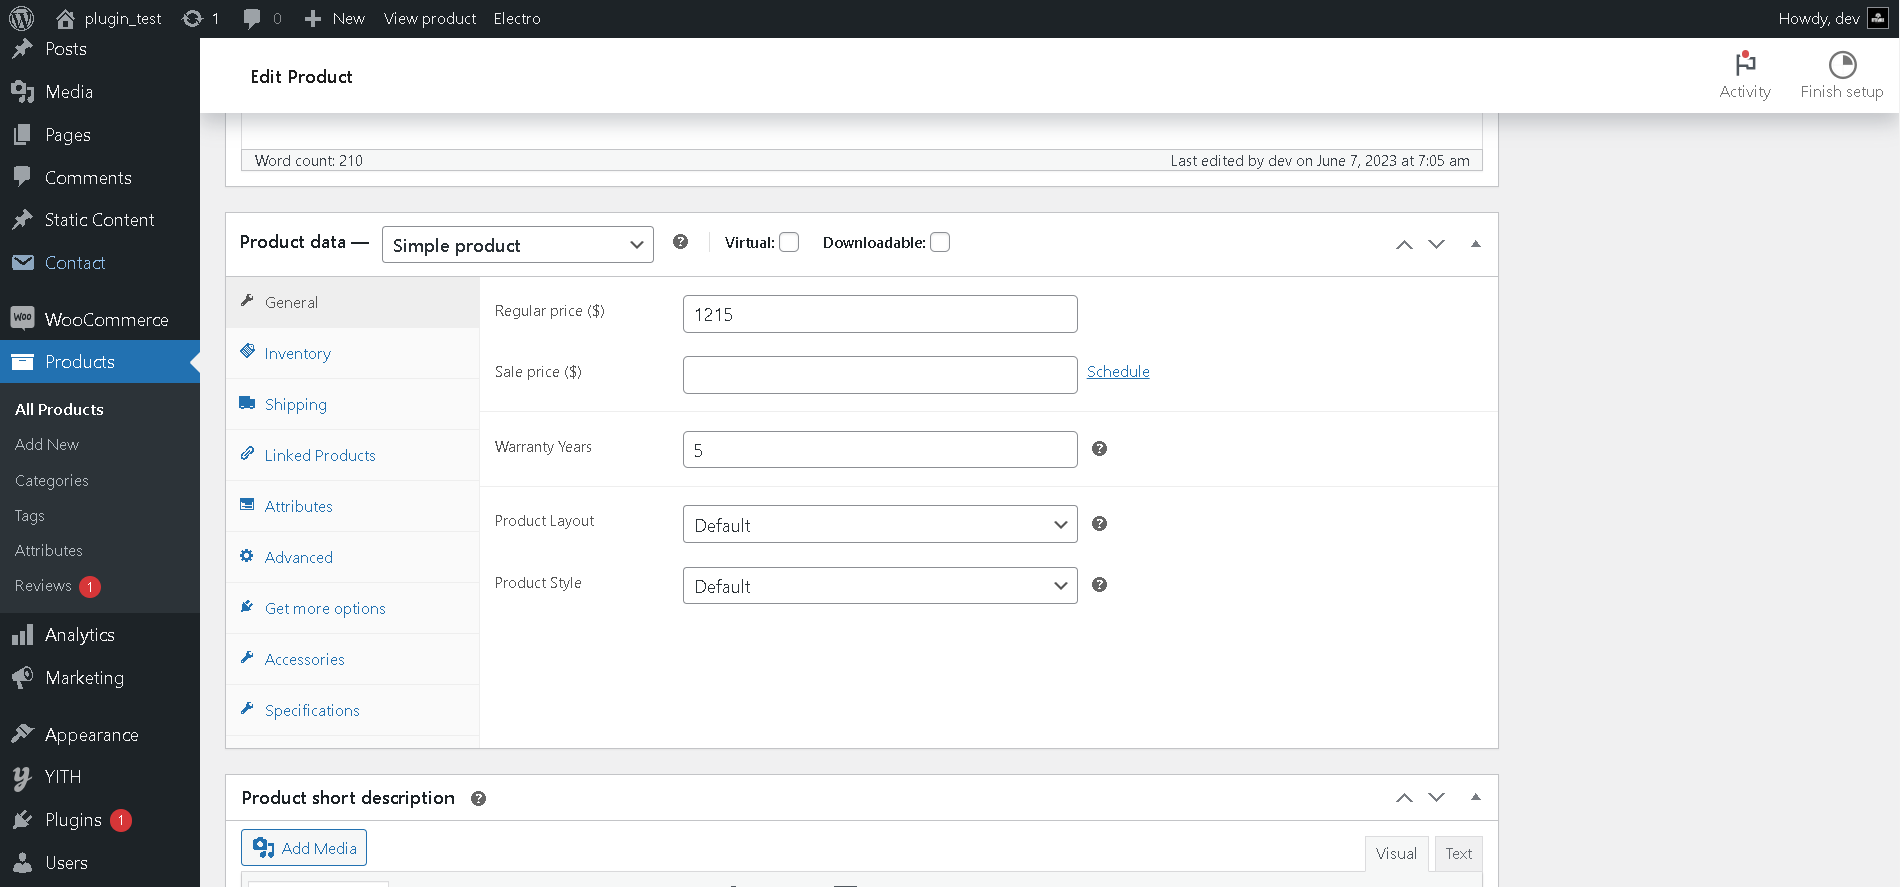 plugin_test 1 0 New View product Electro Howdy, dev
Posts
Media
Pages
Comments
Static Content
Contact
WooCommerce
Products
All Products
Add New
Categories
Tags
Attributes
Reviews 1
Analytics
Marketing
Appearance
YITH
Plugins 1
Users
Edit Product
Activity
Finish setup
Word count: 210 Last edited by dev on June 7, 2023 at 7:05 am
Product data — Simple product Virtual: Downloadable:
General
Inventory
Shipping
Linked Products
Attributes
Advanced
Get more options
Accessories
Specifications
Regular price ($) 1215
Sale price ($) Schedule
Warranty Years 5
Product Layout Default
Product Style Default
Product short description
Add Media
Visual Text